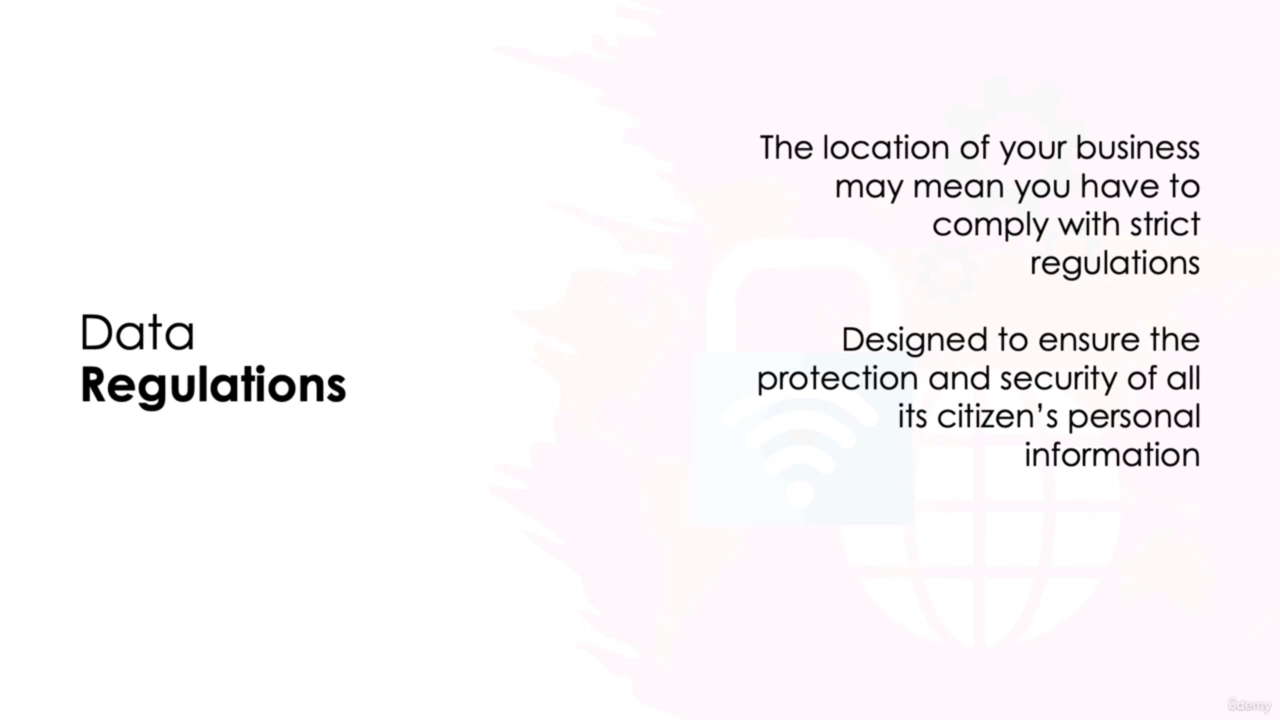 Data
Regulations
The location of your business
may mean you have to
comply with strict
regulations
Designed to ensure the
protection and security of all
its citizen’s personal
information
ûdemy